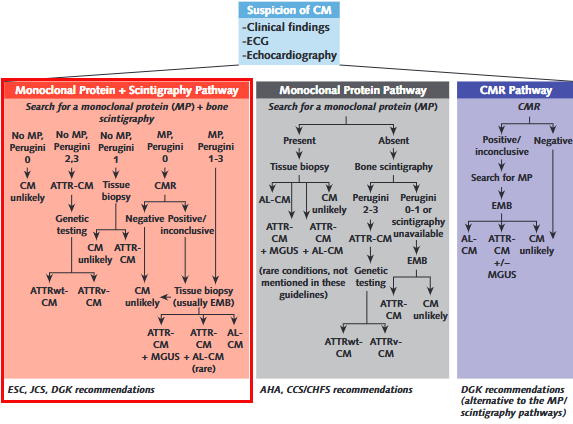 Suspicion of CM
-Clinical findings
-ECG
-Echocardiography
Monoclonal Protein + Scintigraphy Pathway
Search for a monoclonal protein (MP) + bone
scintigraphy
No MP, Perugini 0
No MP, Perugini 2,3
No MP, Perugini 1
MP, Perugini 0
MP, Perugini 1-3
CM unlikely
ATTR-CM
Tissue biopsy
CMR
Genetic testing
Negative
Positive/ inconclusive
CM unlikely
ATTR-CM
ATTRwt-CM
ATTRv-CM
CM unlikely
Tissue biopsy (usually EMB)
ATTR-CM + MGUS
ATTR-CM + AL-CM (rare)
AL-CM
ESC, JCS, DGK recommendations
Monoclonal Protein Pathway
Search for a monoclonal protein (MP)
Present
Absent
Tissue biopsy
Bone scintigraphy
AL-CM
CM unlikely
Perugini 2-3
Perugini 0-1 or scintigraphy unavailable
ATTR-CM + MGUS
ATTR-CM + AL-CM
ATTR-CM
(rare conditions, not
mentioned in these
guidelines)
Genetic testing
EMB
ATTR-CM
CM unlikely
ATTRwt-CM
ATTRv-CM
AHA, CCS/CHFS recommendations
CMR Pathway
CMR
Positive/ inconclusive
Negative
Search for MP
EMB
AL-CM
ATTR-CM +/– MGUS
CM unlikely
DGK recommendations
(alternative to the MP/
scintigraphy pathways)